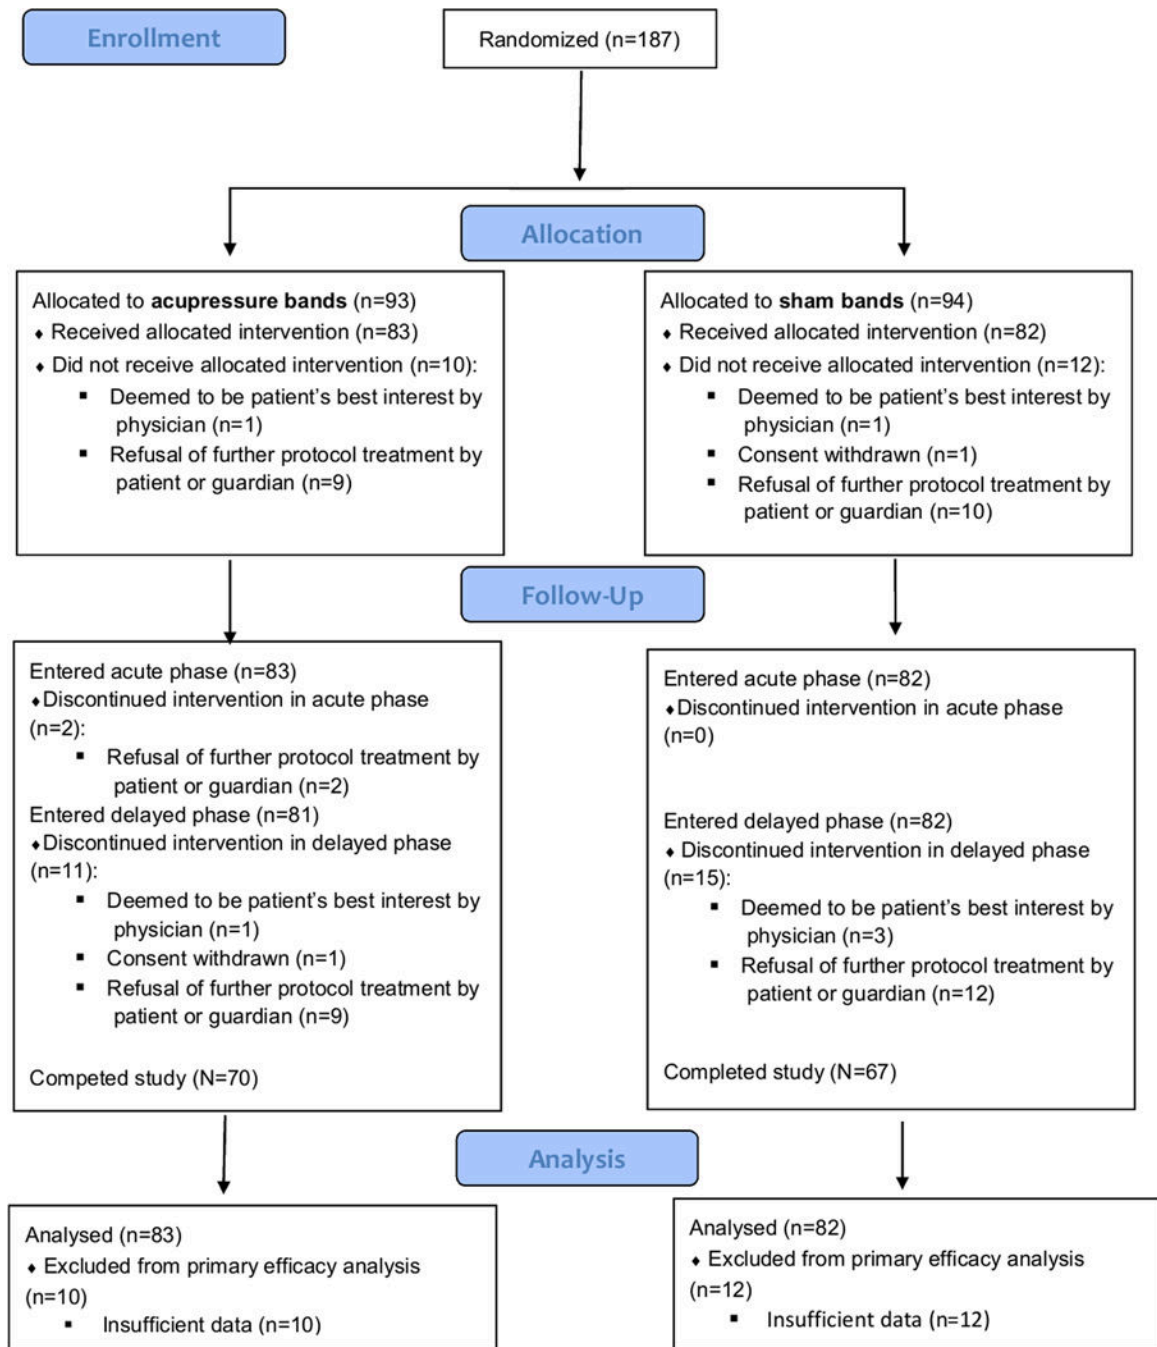 Enrollment
Randomized (n=187)
Allocation
Allocated to acupressure bands (n=93)
♦ Received allocated intervention (n=83)
♦ Did not receive allocated intervention (n=10):
▪ Deemed to be patient's best interest by
physician (n=1)
▪ Refusal of further protocol treatment by
patient or guardian (n=9)
Allocated to sham bands (n=94)
♦ Received allocated intervention (n=82)
♦ Did not receive allocated intervention (n=12):
▪ Deemed to be patient's best interest by
physician (n=1)
▪ Consent withdrawn (n=1)
▪ Refusal of further protocol treatment by
patient or guardian (n=10)
Follow-Up
Entered acute phase (n=83)
♦Discontinued intervention in acute phase
(n=2):
▪ Refusal of further protocol treatment by
patient or guardian (n=2)
Entered delayed phase (n=81)
♦Discontinued intervention in delayed phase
(n=11):
▪ Deemed to be patient's best interest by
physician (n=1)
▪ Consent withdrawn (n=1)
▪ Refusal of further protocol treatment by
patient or guardian (n=9)
Competed study (N=70)
Entered acute phase (n=82)
♦Discontinued intervention in acute phase
(n=0)
Entered delayed phase (n=82)
♦ Discontinued intervention in delayed phase
(n=15):
▪ Deemed to be patient's best interest by
physician (n=3)
▪ Refusal of further protocol treatment by
patient or guardian (n=12)
Completed study (N=67)
Analysis
Analysed (n=83)
♦ Excluded from primary efficacy analysis
(n=10)
▪ Insufficient data (n=10)
Analysed (n=82)
♦ Excluded from primary efficacy analysis
(n=12)
▪ Insufficient data (n=12)